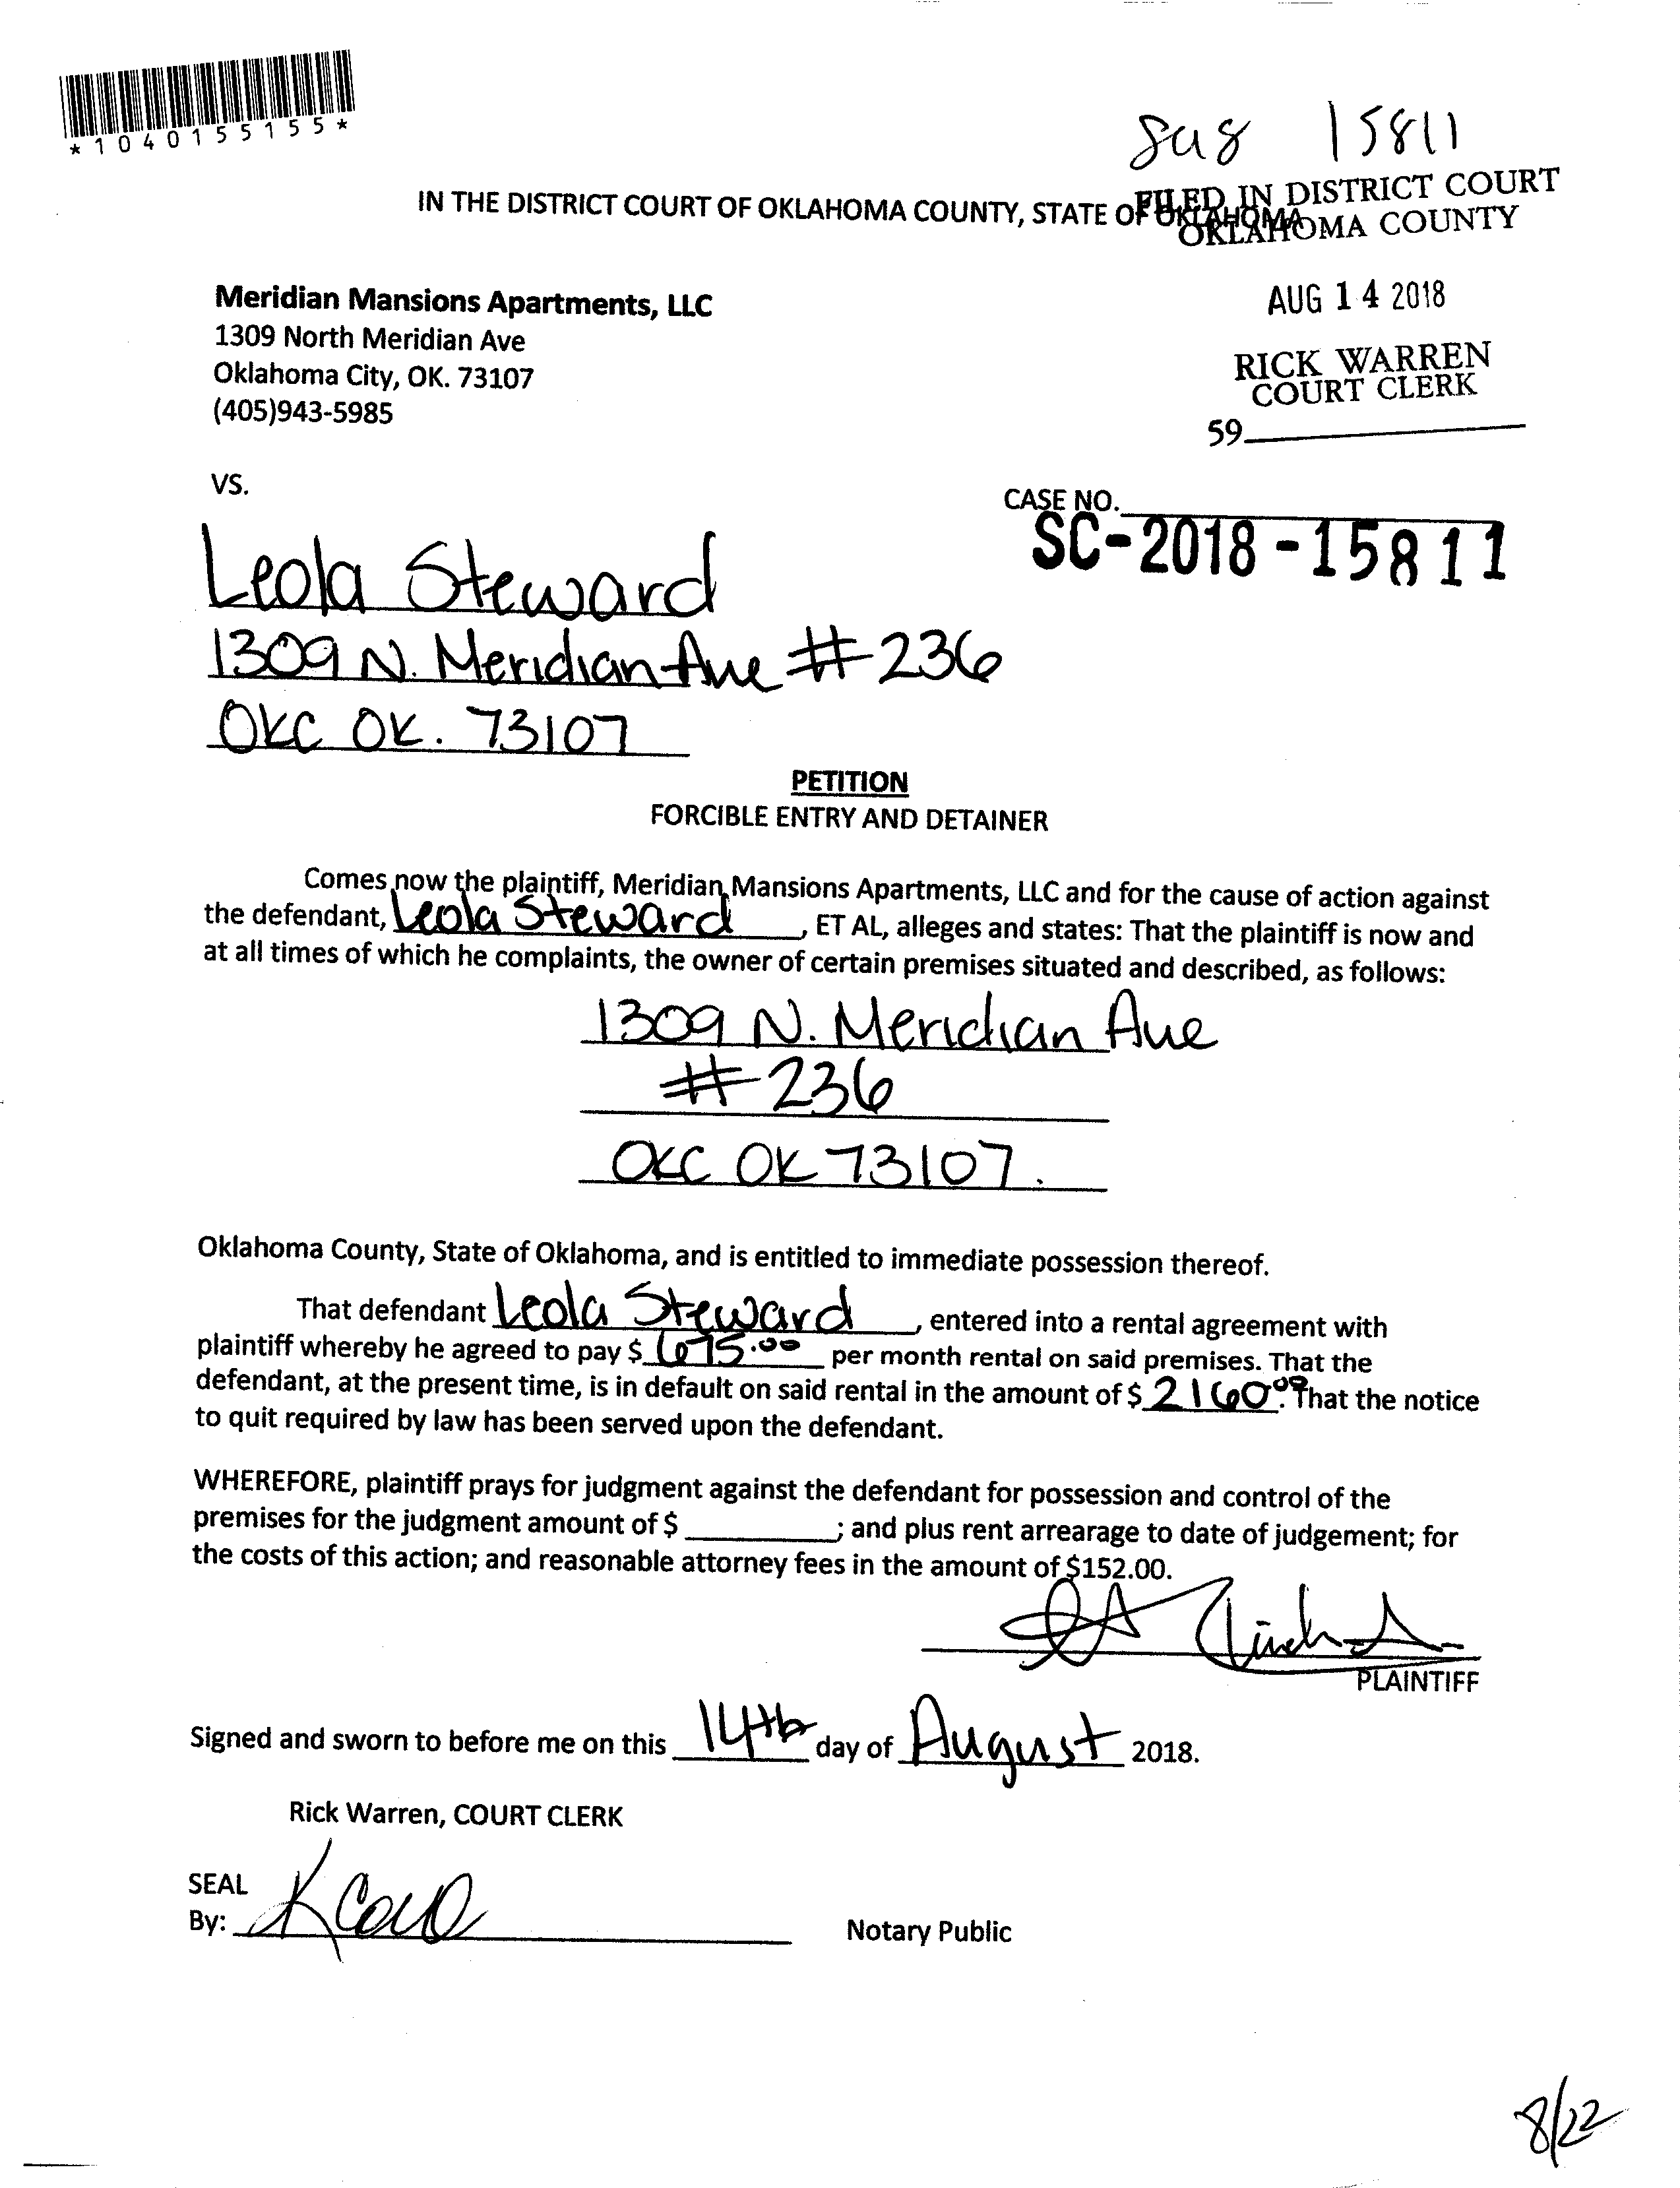 *1040155155*
15811
IN THE DISTRICT COURT OF OKLAHOMA COUNTY, STATE OF OKLAHOMA
FILED IN DISTRICT COURT
OKLAHOMA COUNTY
Meridian Mansions Apartments, LLC
1309 North Meridian Ave
Oklahoma City, OK. 73107
(405)943-5985
AUG 14 2018
RICK WARREN
COURT CLERK
59
VS.
CASE NO.
SC-2018-15811
Leola Steward
1309 N. Meridian Ave #236
OKC OK. 73107
PETITION
FORCIBLE ENTRY AND DETAINER
Comes now the plaintiff, Meridian Mansions Apartments, LLC and for the cause of action against
the defendant, Leola Steward, ET AL, alleges and states: That the plaintiff is now and
at all times of which he complaints, the owner of certain premises situated and described, as follows:
1309 N. Meridian Ave
#236
OKC OK 73107.
Oklahoma County, State of Oklahoma, and is entitled to immediate possession thereof.
That defendant Leola Steward, entered into a rental agreement with
plaintiff whereby he agreed to pay $ 675.00 per month rental on said premises. That the
defendant, at the present time, is in default on said rental in the amount of $ 2160.00. That the notice
to quit required by law has been served upon the defendant.
WHEREFORE, plaintiff prays for judgment against the defendant for possession and control of the
premises for the judgment amount of $ ; and plus rent arrearage to date of judgement; for
the costs of this action; and reasonable attorney fees in the amount of $152.00.
PLAINTIFF
Signed and sworn to before me on this 14th day of August 2018.
Rick Warren, COURT CLERK
SEAL
By:
Notary Public
8/22